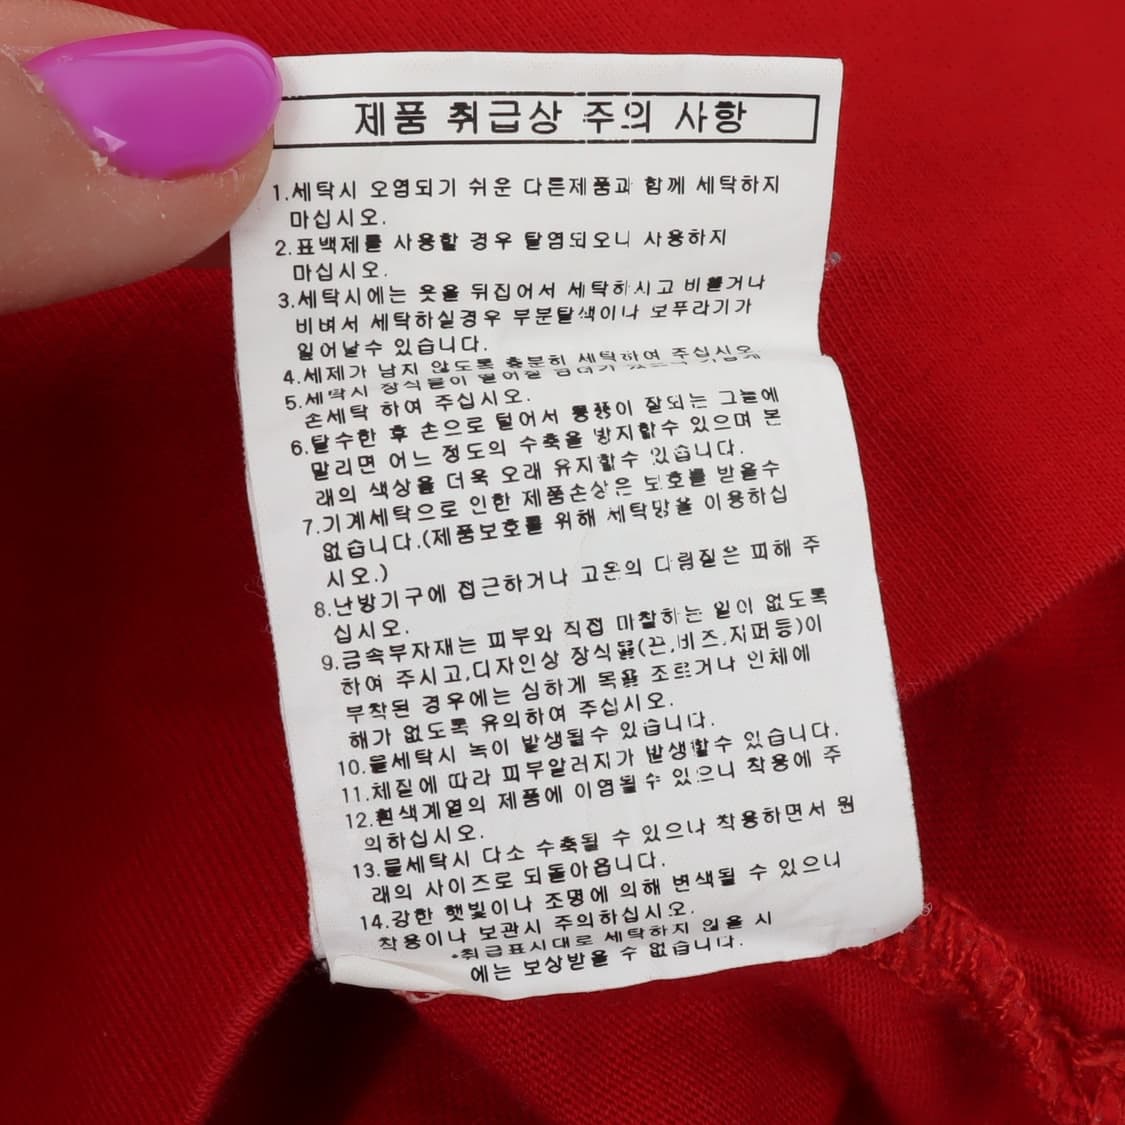 제품 취급상 주의 사항
1.세탁시 오염되기 쉬운 다른제품과 함께 세탁하지
마십시오.
2.표백제를 사용할 경우 탈염되오니 사용하지
마십시오.
3.세탁시에는 옷을 뒤집어서 세탁하시고 비틀거나
비벼서 세탁하실경우 부분탈색이나 보푸라기가
일어날수 있습니다.
4.세제가 남지 않도록 충분히 세탁하여 주십시오.
5.세탁시 장식물이 떨어질 염려가 있으니
손세탁 하여 주십시오.
6.탈수한 후 손으로 털어서 통풍이 잘되는 그늘에
말리면 어느 정도의 수축을 방지할수 있으며 본
래의 색상을 더욱 오래 유지할수 있습니다.
7.기계세탁으로 인한 제품손상은 보호를 받을수
없습니다.(제품보호를 위해 세탁망을 이용하십
시오.)
8.난방기구에 접근하거나 고온의 다림질은 피해 주
십시오.
9.금속부자재는 피부와 직접 마찰하는 일이 없도록
하여 주시고,디자인상 장식물(끈,비즈,지퍼등)이
부착된 경우에는 심하게 목을 조르거나 인체에
해가 없도록 유의하여 주십시오.
10.물세탁시 녹이 발생될수 있습니다.
11.체질에 따라 피부알러지가 발생할수 있습니다.
12.흰색계열의 제품에 이염될수 있으니 착용에 주
의하십시오.
13.물세탁시 다소 수축될 수 있으나 착용하면서 원
래의 사이즈로 되돌아옵니다.
14.강한 햇빛이나 조명에 의해 변색될 수 있으니
착용이나 보관시 주의하십시오.
*취급표시대로 세탁하지 않을 시
에는 보상받을 수 없습니다.